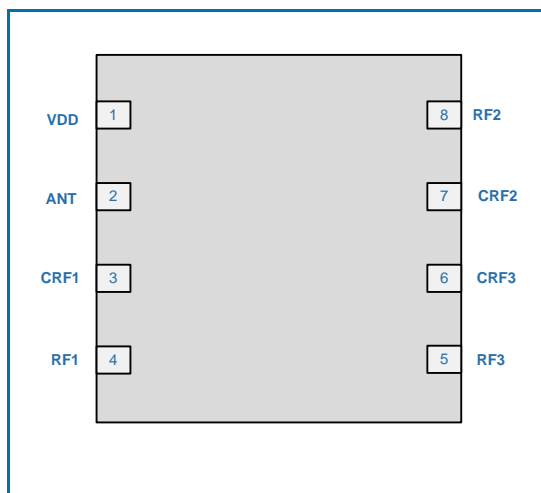 VDD 1 8 RF2
ANT 2 7 CRF2
CRF1 3 6 CRF3
RF1 4 5 RF3